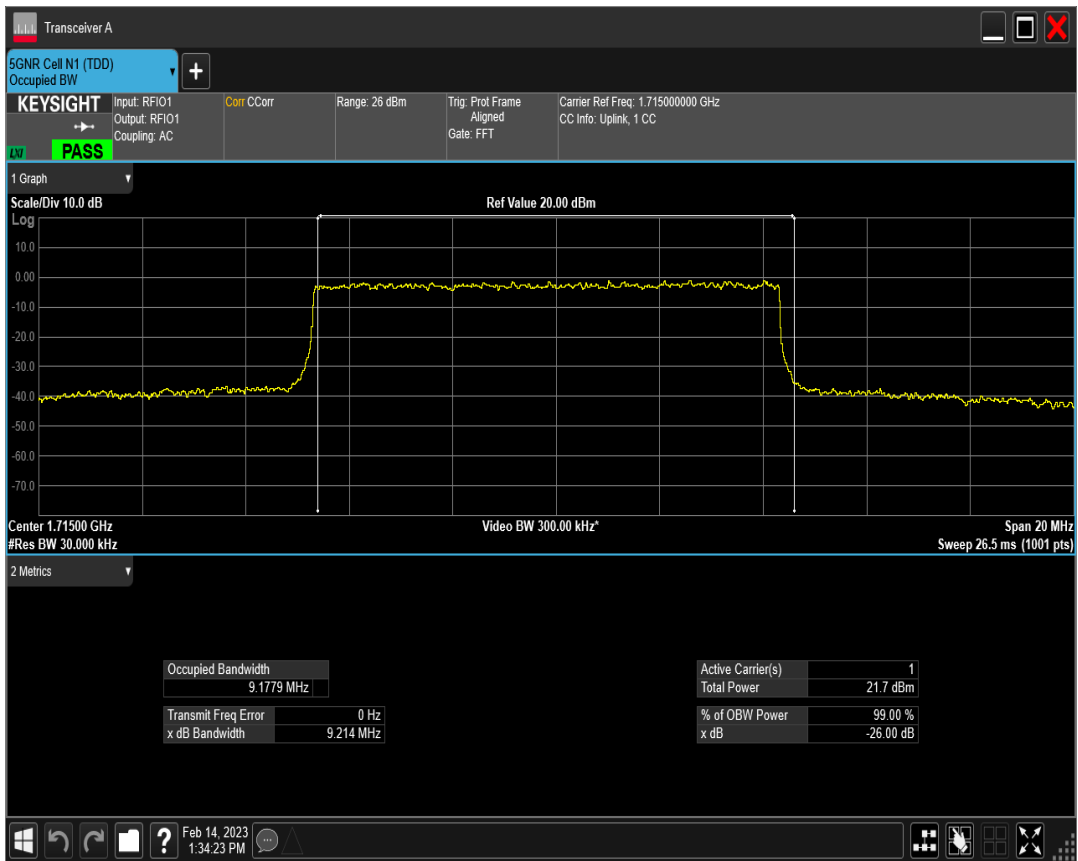 Transceiver A
5GNR Cell N1 (TDD)
Occupied BW
+
KEYSIGHT
Input: RFIO1
Output: RFIO1
Coupling: AC
LXI
PASS
Corr CCorr
Range: 26 dBm
Trig: Prot Frame
Aligned
Gate: FFT
Carrier Ref Freq: 1.715000000 GHz
CC Info: Uplink, 1 CC
1 Graph
Scale/Div 10.0 dB
Ref Value 20.00 dBm
Log
10.0
0.00
-10.0
-20.0
-30.0
-40.0
-50.0
-60.0
-70.0
Center 1.71500 GHz
Video BW 300.00 kHz*
Span 20 MHz
#Res BW 30.000 kHz
Sweep 26.5 ms (1001 pts)
2 Metrics
Occupied Bandwidth
9.1779 MHz
Transmit Freq Error 0 Hz
x dB Bandwidth 9.214 MHz
Active Carrier(s) 1
Total Power 21.7 dBm
% of OBW Power 99.00 %
x dB -26.00 dB
?
Feb 14, 2023
1:34:23 PM